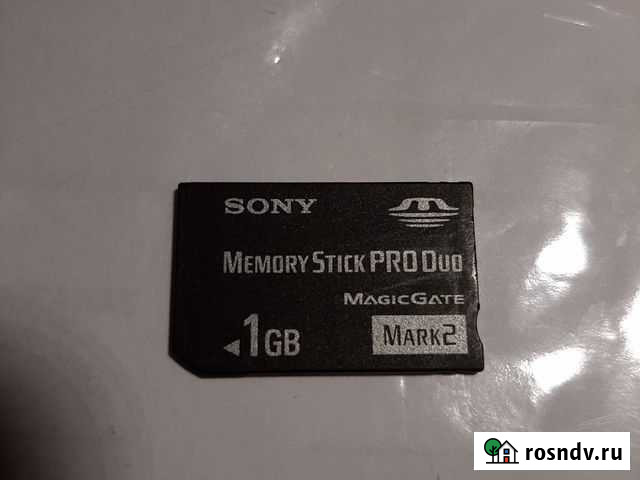 SONY
MEMORY STICK PRO DUO
MAGICGATE
1GB
MARK2
rosndv.ru